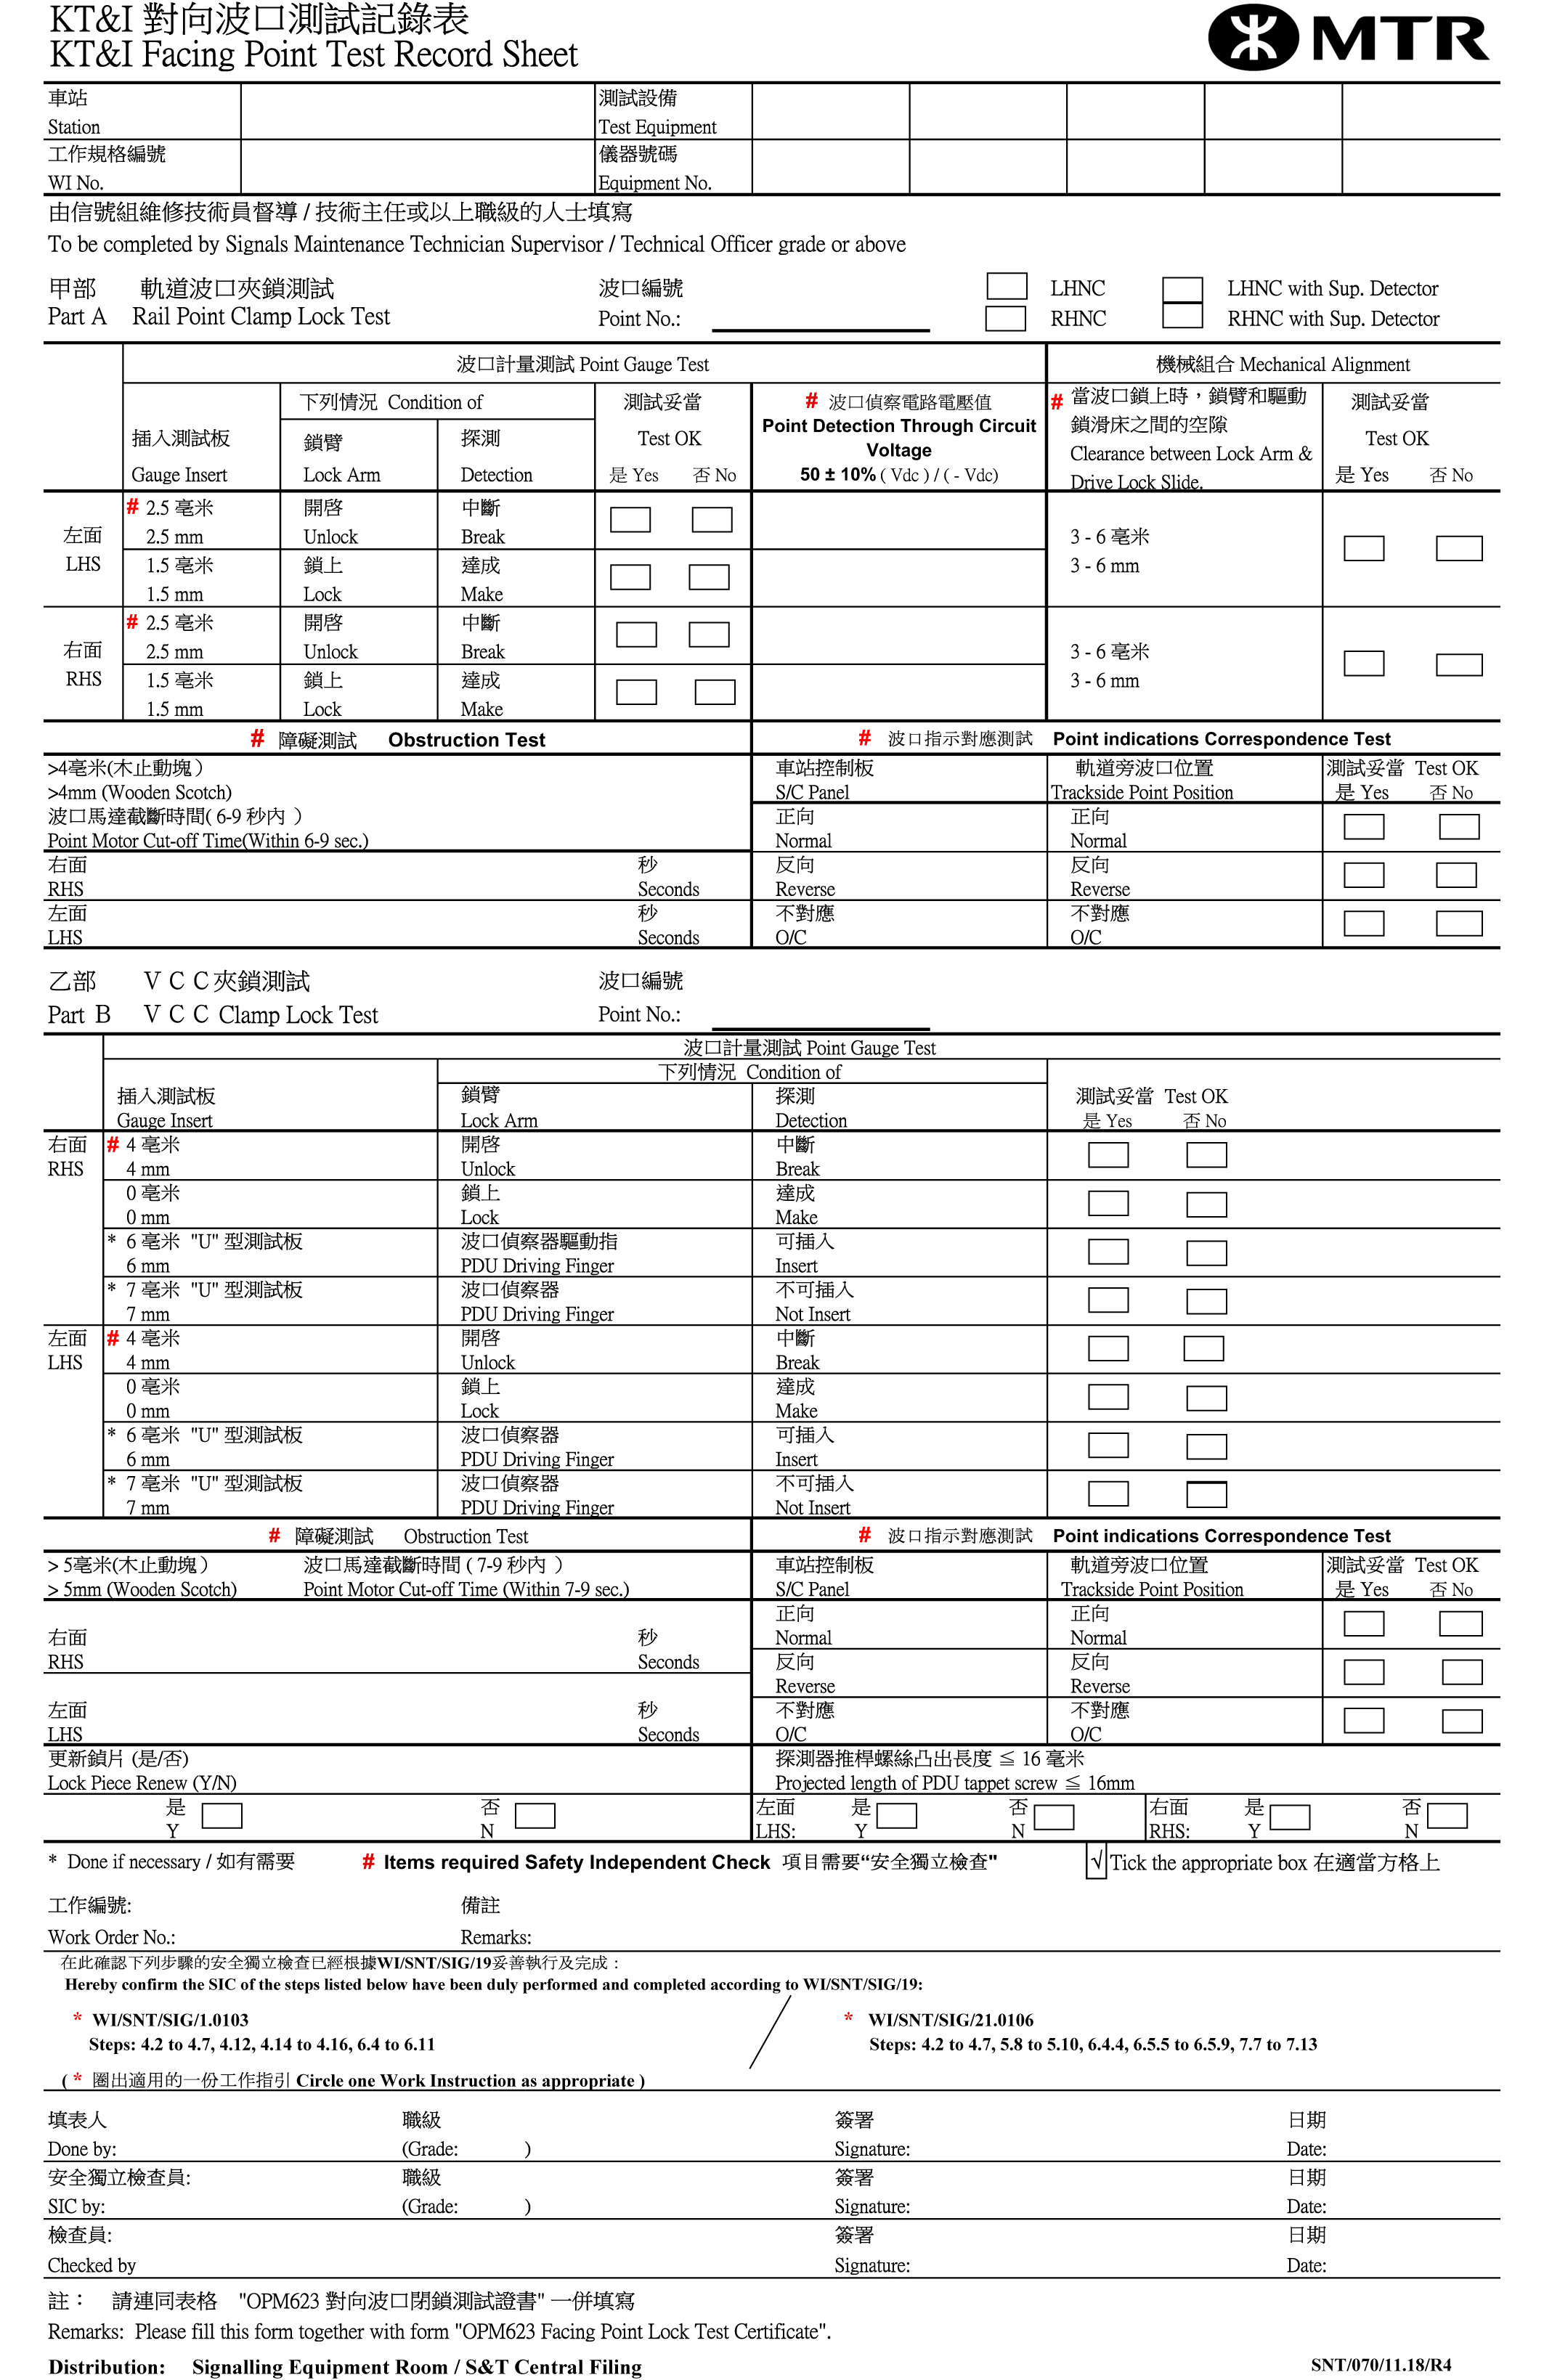 KT&I 對向波口測試記錄表
KT&I Facing Point Test Record Sheet
MTR
車站
Station
測試設備
Test Equipment
工作規格編號
WI No.
儀器號碼
Equipment No.
由信號組維修技術員督導 / 技術主任或以上職級的人士填寫
To be completed by Signals Maintenance Technician Supervisor / Technical Officer grade or above
甲部 軌道波口夾鎖測試 波口編號
Part A Rail Point Clamp Lock Test Point No.:
LHNC LHNC with Sup. Detector
RHNC RHNC with Sup. Detector
波口計量測試 Point Gauge Test
機械組合 Mechanical Alignment
插入測試板
Gauge Insert
下列情況 Condition of
鎖臂
Lock Arm
探測
Detection
測試妥當
Test OK
是 Yes 否 No
# 波口偵察電路電壓值
Point Detection Through Circuit
Voltage
50 ± 10% ( Vdc ) / ( - Vdc)
# 當波口鎖上時，鎖臂和驅動
鎖滑床之間的空隙
Clearance between Lock Arm &
Drive Lock Slide.
測試妥當
Test OK
是 Yes 否 No
左面
LHS
# 2.5 毫米 開啓 中斷
2.5 mm Unlock Break
1.5 毫米 鎖上 達成
1.5 mm Lock Make
3 - 6 毫米
3 - 6 mm
右面
RHS
# 2.5 毫米 開啓 中斷
2.5 mm Unlock Break
1.5 毫米 鎖上 達成
1.5 mm Lock Make
3 - 6 毫米
3 - 6 mm
# 障礙測試 Obstruction Test
>4毫米(木止動塊 )
>4mm (Wooden Scotch)
波口馬達截斷時間( 6-9 秒內 )
Point Motor Cut-off Time(Within 6-9 sec.)
右面 秒
RHS Seconds
左面 秒
LHS Seconds
# 波口指示對應測試 Point indications Correspondence Test
車站控制板 軌道旁波口位置 測試妥當 Test OK
S/C Panel Trackside Point Position 是 Yes 否 No
正向 正向
Normal Normal
反向 反向
Reverse Reverse
不對應 不對應
O/C O/C
乙部 V C C 夾鎖測試 波口編號
Part B V C C Clamp Lock Test Point No.:
波口計量測試 Point Gauge Test
下列情況 Condition of
插入測試板 鎖臂 探測 測試妥當 Test OK
Gauge Insert Lock Arm Detection 是 Yes 否 No
右面 # 4 毫米 開啓 中斷
RHS 4 mm Unlock Break
0 毫米 鎖上 達成
0 mm Lock Make
* 6 毫米 "U" 型測試板 波口偵察器驅動指 可插入
6 mm PDU Driving Finger Insert
* 7 毫米 "U" 型測試板 波口偵察器 不可插入
7 mm PDU Driving Finger Not Insert
左面 # 4 毫米 開啓 中斷
LHS 4 mm Unlock Break
0 毫米 鎖上 達成
0 mm Lock Make
* 6 毫米 "U" 型測試板 波口偵察器 可插入
6 mm PDU Driving Finger Insert
* 7 毫米 "U" 型測試板 波口偵察器 不可插入
7 mm PDU Driving Finger Not Insert
# 障礙測試 Obstruction Test
> 5毫米(木止動塊 ) 波口馬達截斷時間 ( 7-9 秒內 )
> 5mm (Wooden Scotch) Point Motor Cut-off Time (Within 7-9 sec.)
右面 秒
RHS Seconds
左面 秒
LHS Seconds
# 波口指示對應測試 Point indications Correspondence Test
車站控制板 軌道旁波口位置 測試妥當 Test OK
S/C Panel Trackside Point Position 是 Yes 否 No
正向 正向
Normal Normal
反向 反向
Reverse Reverse
不對應 不對應
O/C O/C
更新鎖片 (是/否)
Lock Piece Renew (Y/N)
是 否
Y N
探測器推桿螺絲凸出長度 ≦ 16 毫米
Projected length of PDU tappet screw ≦ 16mm
左面 是 否 右面 是 否
LHS: Y N RHS: Y N
* Done if necessary / 如有需要 # Items required Safety Independent Check 項目需要“安全獨立檢查" √ Tick the appropriate box 在適當方格上
工作編號: 備註
Work Order No.: Remarks:
在此確認下列步驟的安全獨立檢查已經根據WI/SNT/SIG/19妥善執行及完成 :
Hereby confirm the SIC of the steps listed below have been duly performed and completed according to WI/SNT/SIG/19:
* WI/SNT/SIG/1.0103 / * WI/SNT/SIG/21.0106
Steps: 4.2 to 4.7, 4.12, 4.14 to 4.16, 6.4 to 6.11 Steps: 4.2 to 4.7, 5.8 to 5.10, 6.4.4, 6.5.5 to 6.5.9, 7.7 to 7.13
( * 圈出適用的一份工作指引 Circle one Work Instruction as appropriate )
填表人 職級 簽署 日期
Done by: (Grade: ) Signature: Date:
安全獨立檢查員: 職級 簽署 日期
SIC by: (Grade: ) Signature: Date:
檢查員: 簽署 日期
Checked by Signature: Date:
註： 請連同表格 "OPM623 對向波口閉鎖測試證書" 一併填寫
Remarks: Please fill this form together with form "OPM623 Facing Point Lock Test Certificate".
Distribution: Signalling Equipment Room / S&T Central Filing
SNT/070/11.18/R4